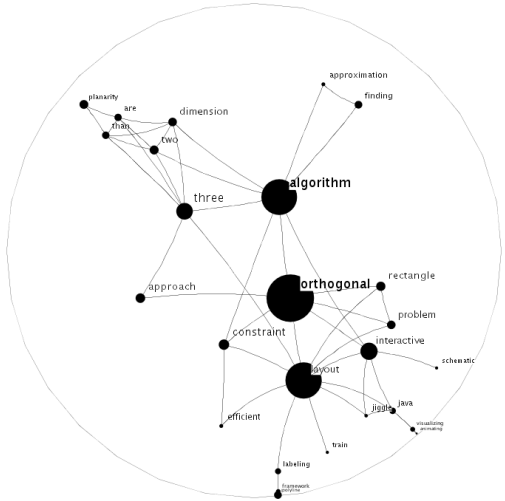 approximation
planarity
finding
are
dimension
than
two
algorithm
three
rectangle
orthogonal
approach
problem
constraint
interactive
schematic
layout
java
jiggle
efficient
visualizing
animating
train
labeling
framework
polyline